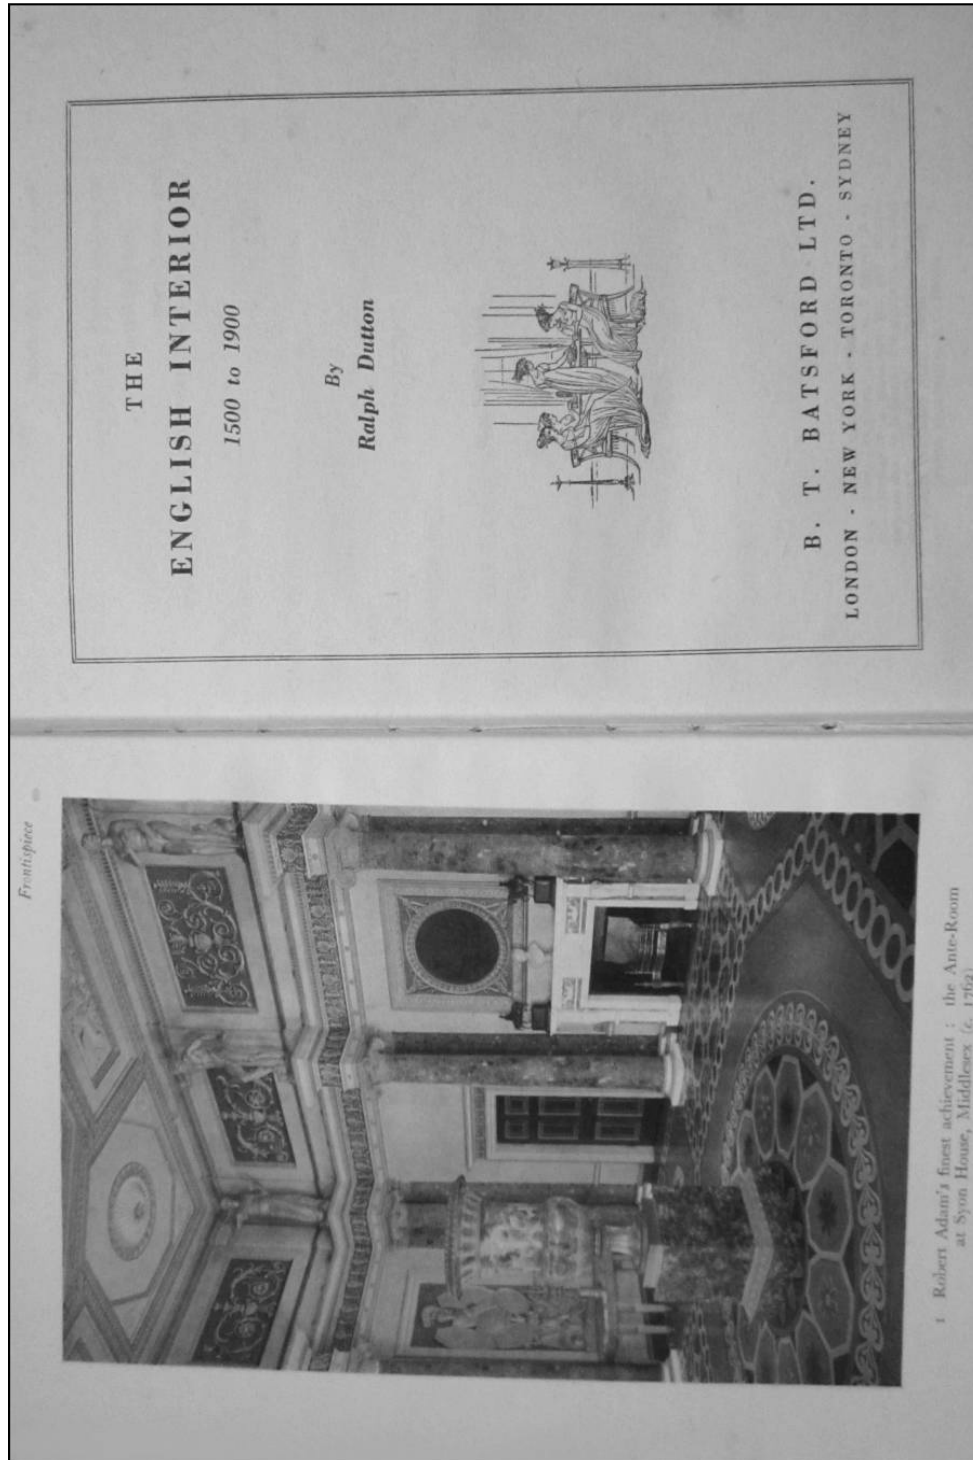 Frontispiece
1 Robert Adam's finest achievement : the Ante-Room
at Syon House, Middlesex (c. 1762)
THE
ENGLISH INTERIOR
1500 to 1900
By
Ralph Dutton
B. T. BATSFORD LTD.
LONDON - NEW YORK - TORONTO - SYDNEY